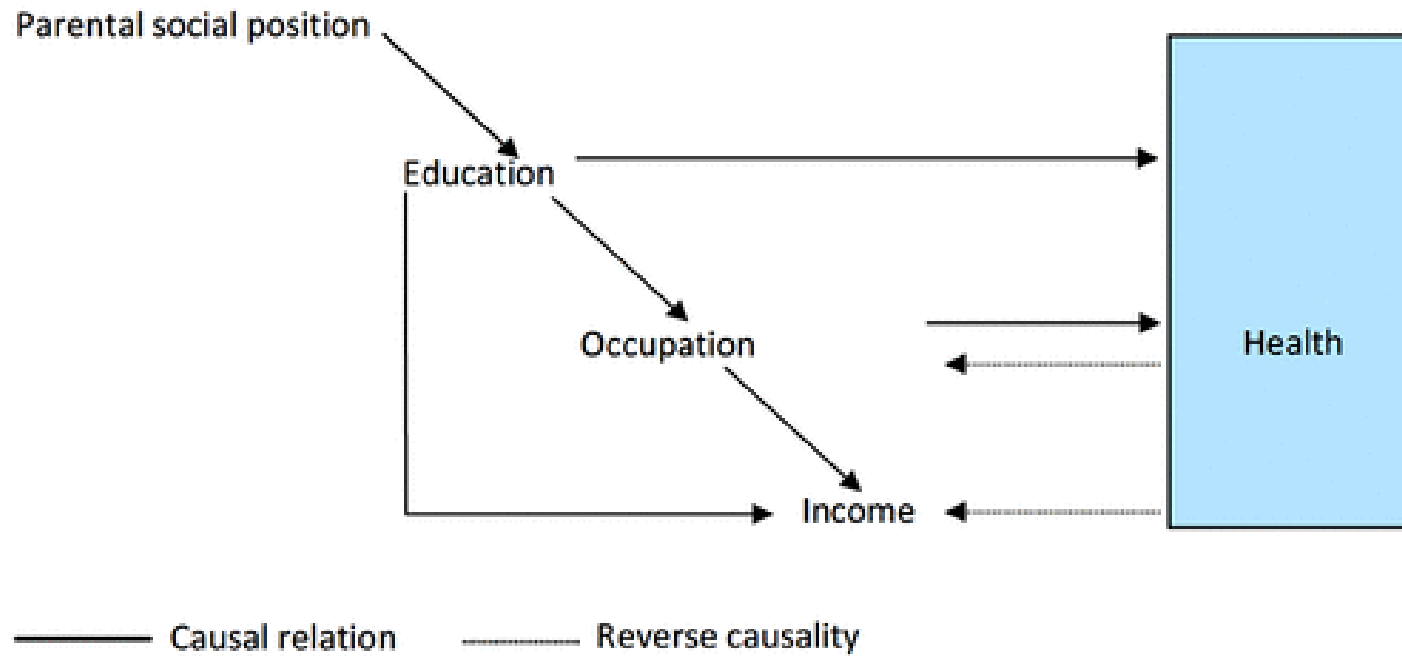 Parental social position
Education
Occupation
Health
Income
Causal relation
Reverse causality